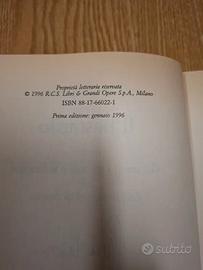 Proprietà letteraria riservata
© 1996 R.C.S. Libri & Grandi Opere S.p.A., Milano
ISBN 88-17-66022-1
Prima edizione: gennaio 1996
subito